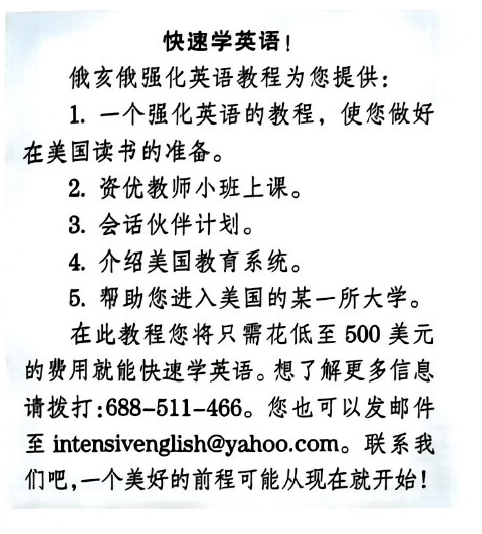 快速学英语！
俄亥俄强化英语教程为您提供：
1. 一个强化英语的教程，使您做好
在美国读书的准备。
2. 资优教师小班上课。
3. 会话伙伴计划。
4. 介绍美国教育系统。
5. 帮助您进入美国的某一所大学。
在此教程您将只需花低至 500 美元
的费用就能快速学英语。想了解更多信息
请拨打：688-511-466。您也可以发邮件
至 intensivenglish@yahoo.com。联系我
们吧，一个美好的前程可能从现在就开始！